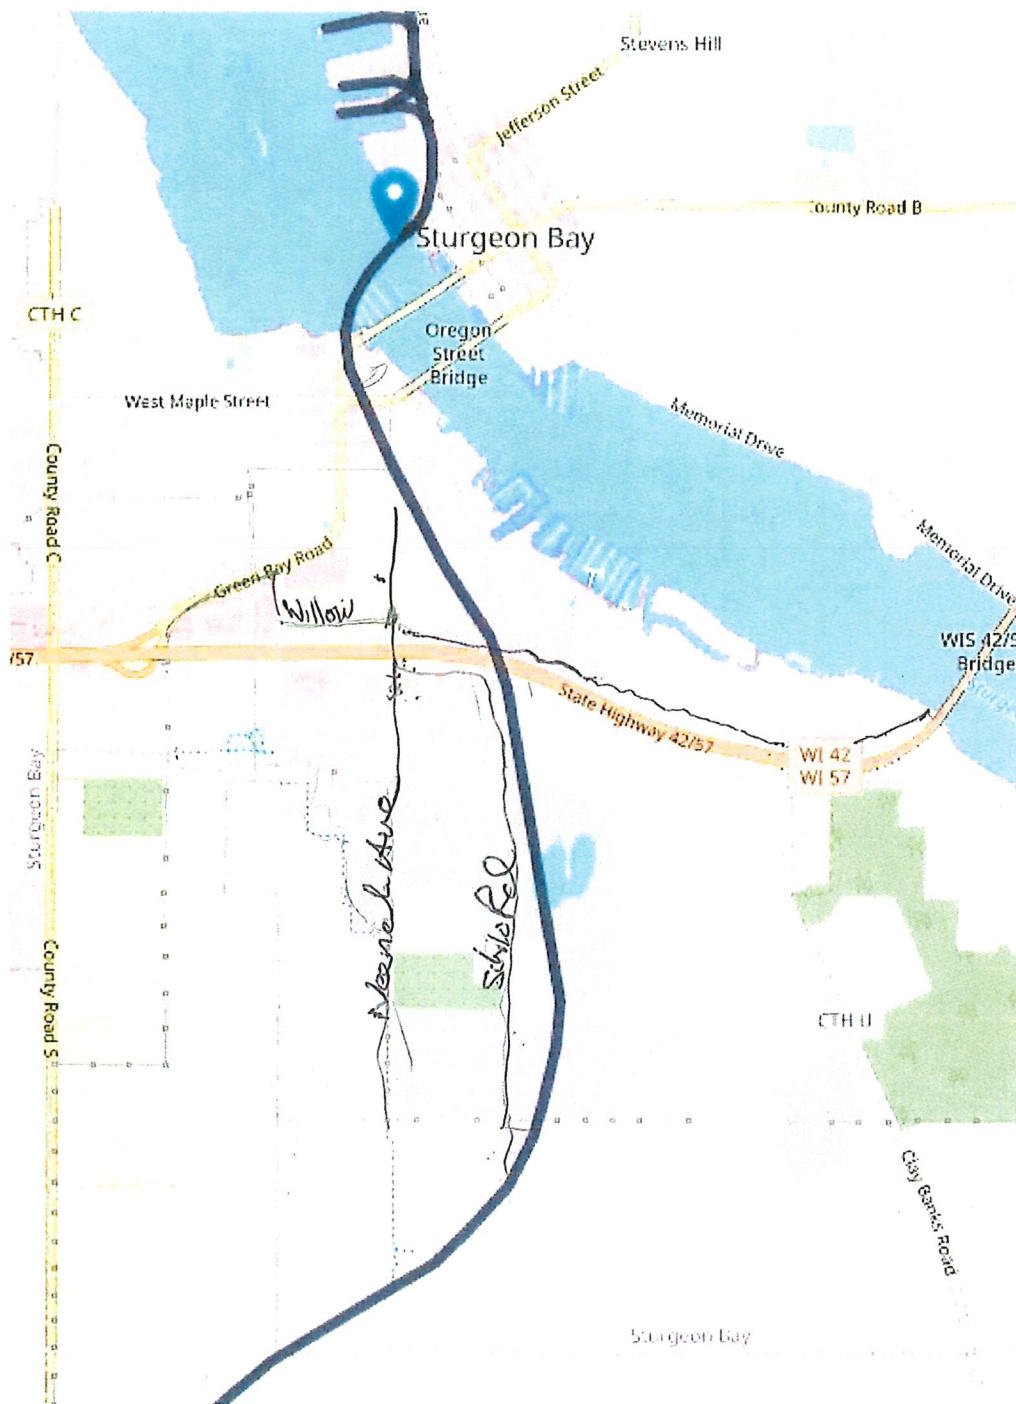 Stevens Hill
Jefferson Street
County Road B
Sturgeon Bay
CTH C
Oregon
Street
Bridge
West Maple Street
Memorial Drive
County Road C
Memorial Drive
Green Bay Road
Willow
WIS 42/5
Bridge
/57
State Highway 42/57
WI 42
WI 57
Sturgeon Bay
Neenah Ave
Schilo Rd
County Road S
CTH U
Clay Banks Road
Sturgeon Bay